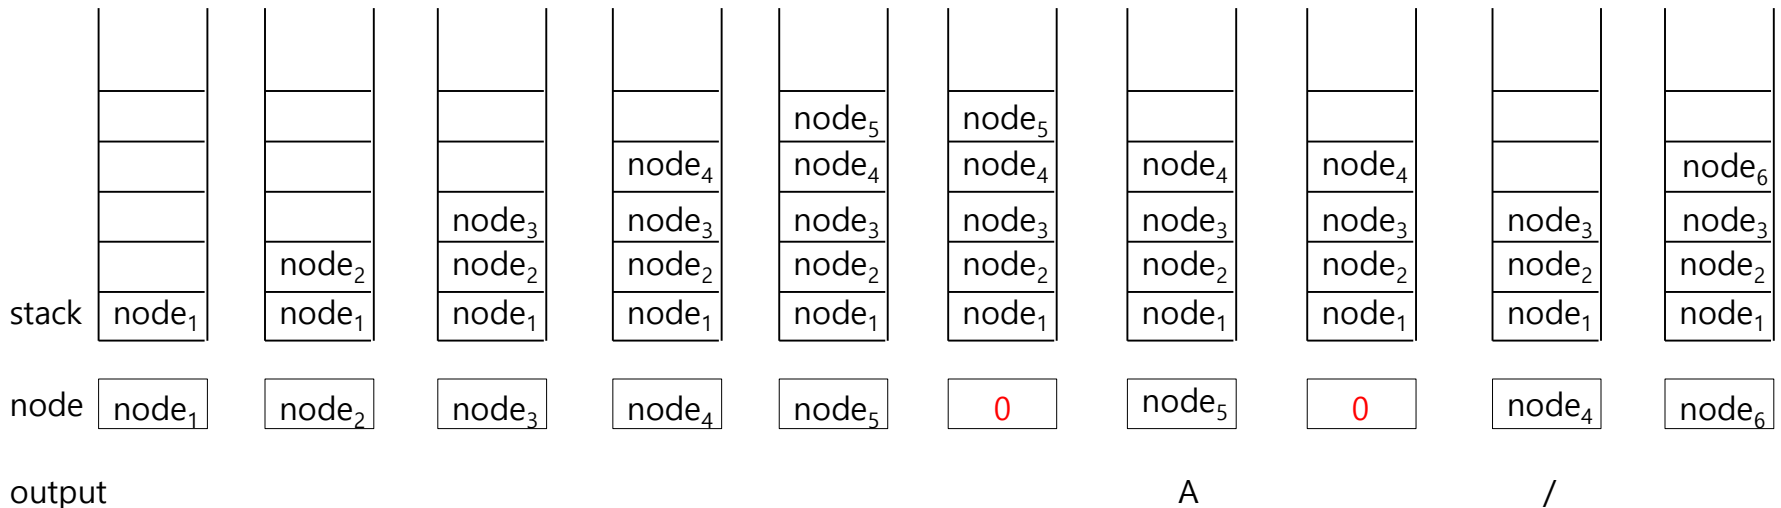 node₅ node₅
node₄ node₄ node₄ node₄ node₄ node₆
node₃ node₃ node₃ node₃ node₃ node₃ node₃ node₃
node₂ node₂ node₂ node₂ node₂ node₂ node₂ node₂ node₂
stack node₁ node₁ node₁ node₁ node₁ node₁ node₁ node₁ node₁ node₁
node node₁ node₂ node₃ node₄ node₅ 0 node₅ 0 node₄ node₆
output A /